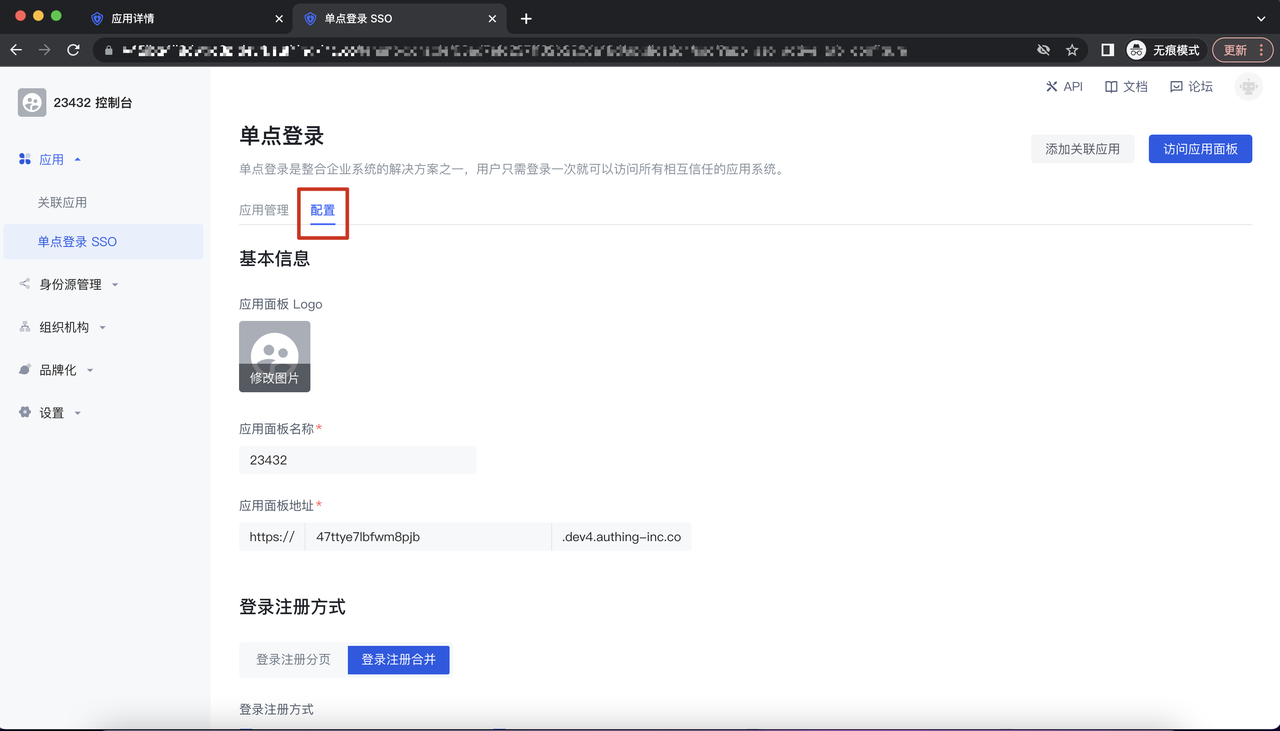 应用详情
单点登录 SSO
无痕模式
更新
23432 控制台
API
文档
论坛
应用
关联应用
单点登录 SSO
身份源管理
组织机构
品牌化
设置
单点登录
单点登录是整合企业系统的解决方案之一，用户只需登录一次就可以访问所有相互信任的应用系统。
添加关联应用
访问应用面板
应用管理
配置
基本信息
应用面板 Logo
修改图片
应用面板名称*
23432
应用面板地址*
https://
47ttye7lbfwm8pjb
.dev4.authing-inc.co
登录注册方式
登录注册分页
登录注册合并
登录注册方式